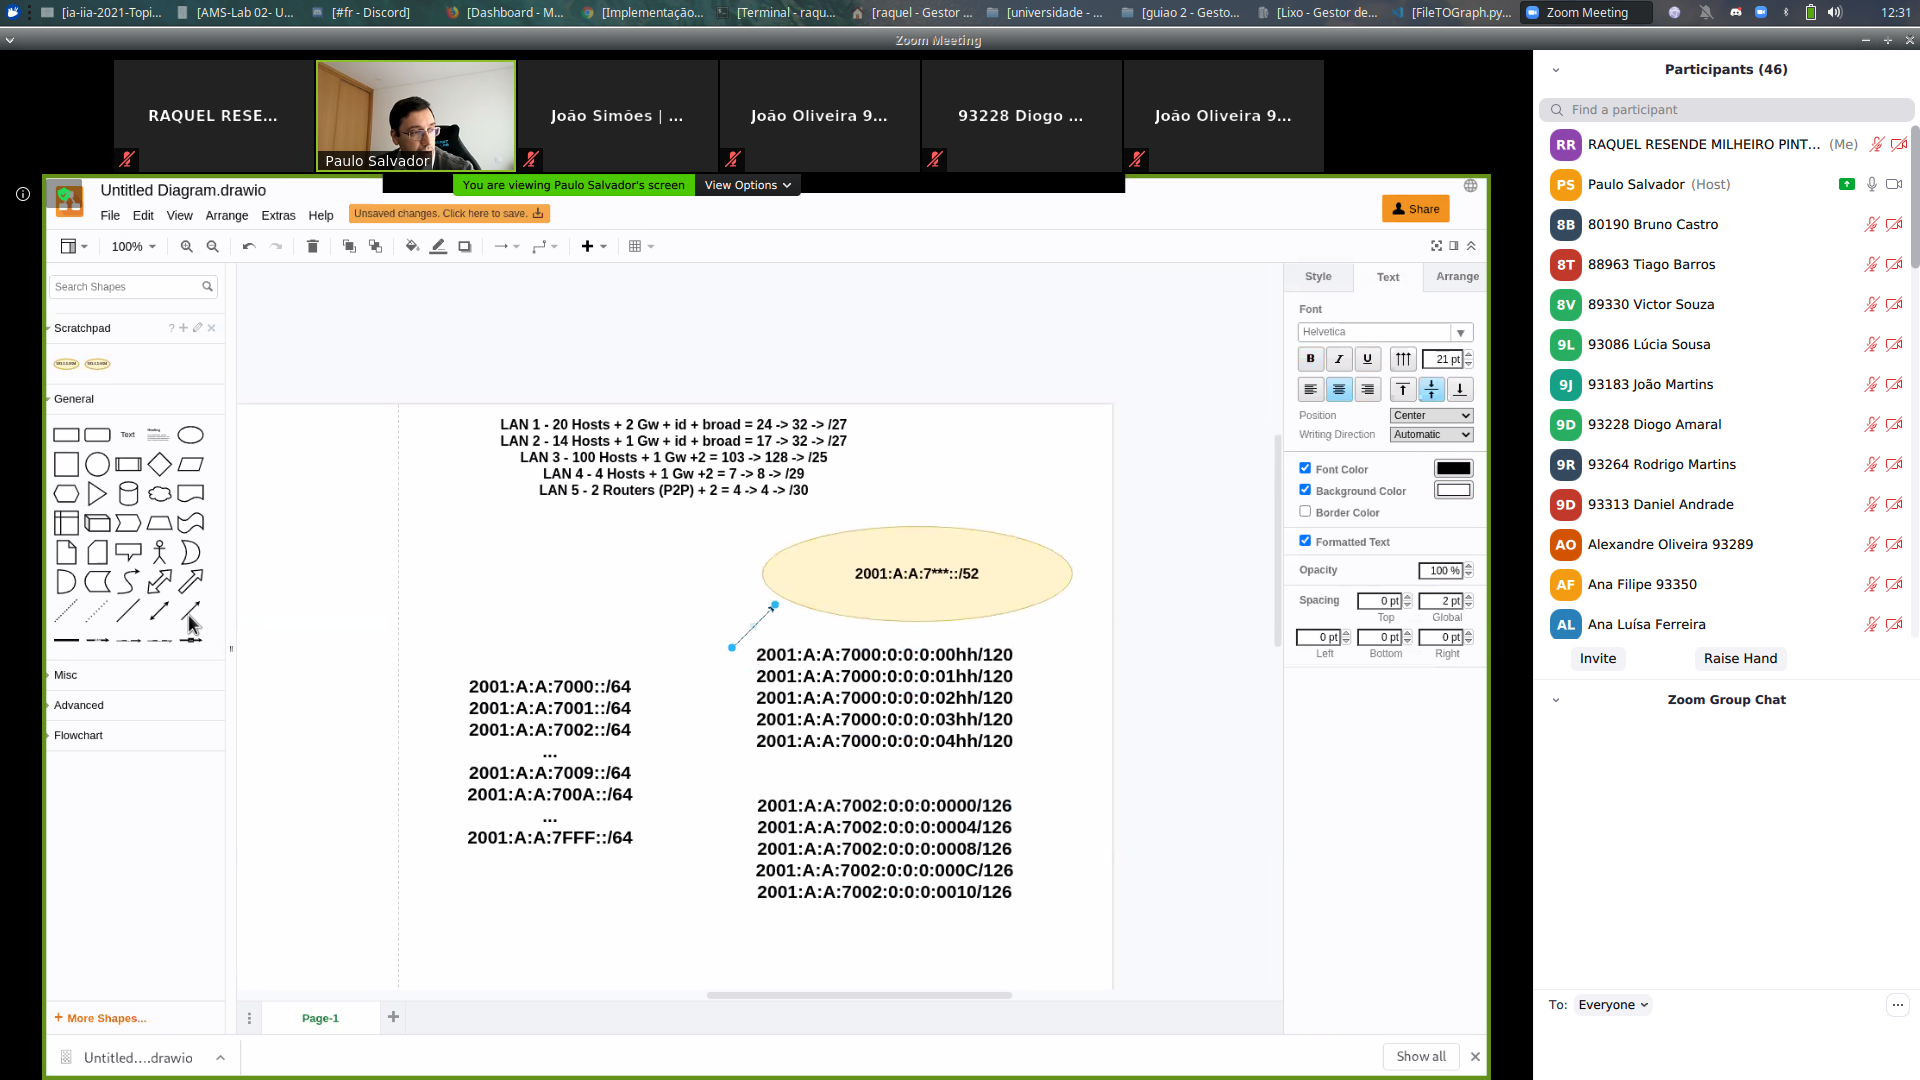 [ia-iia-2021-Topi...
[AMS-Lab 02- U...
[#fr - Discord]
[Dashboard - M...
[Implementação...
[Terminal - raqu...
[raquel - Gestor ...
[universidade - ...
[guiao 2 - Gesto...
[Lixo - Gestor de...
[FileTOGraph.py...
Zoom Meeting
12:31
Zoom Meeting
RAQUEL RESE...
Paulo Salvador
João Simões | ...
João Oliveira 9...
93228 Diogo ...
João Oliveira 9...
You are viewing Paulo Salvador's screen
View Options
Untitled Diagram.drawio
File Edit View Arrange Extras Help
Unsaved changes. Click here to save.
Share
100%
Search Shapes
Scratchpad
General
Text
Heading
Misc
Advanced
Flowchart
+ More Shapes...
LAN 1 - 20 Hosts + 2 Gw + id + broad = 24 -> 32 -> /27
LAN 2 - 14 Hosts + 1 Gw + id + broad = 17 -> 32 -> /27
LAN 3 - 100 Hosts + 1 Gw +2 = 103 -> 128 -> /25
LAN 4 - 4 Hosts + 1 Gw +2 = 7 -> 8 -> /29
LAN 5 - 2 Routers (P2P) + 2 = 4 -> 4 -> /30
2001:A:A:7***::/52
2001:A:A:7000::/64
2001:A:A:7001::/64
2001:A:A:7002::/64
...
2001:A:A:7009::/64
2001:A:A:700A::/64
...
2001:A:A:7FFF::/64
2001:A:A:7000:0:0:0:00hh/120
2001:A:A:7000:0:0:0:01hh/120
2001:A:A:7000:0:0:0:02hh/120
2001:A:A:7000:0:0:0:03hh/120
2001:A:A:7000:0:0:0:04hh/120
2001:A:A:7002:0:0:0:0000/126
2001:A:A:7002:0:0:0:0004/126
2001:A:A:7002:0:0:0:0008/126
2001:A:A:7002:0:0:0:000C/126
2001:A:A:7002:0:0:0:0010/126
Page-1
Style Text Arrange
Font
Helvetica
B I U 21 pt
Position Center
Writing Direction Automatic
Font Color
Background Color
Border Color
Formatted Text
Opacity 100 %
Spacing 0 pt 2 pt
Top Global
0 pt 0 pt 0 pt
Left Bottom Right
Untitled....drawio
Show all
Participants (46)
Find a participant
RR RAQUEL RESENDE MILHEIRO PINT... (Me)
PS Paulo Salvador (Host)
8B 80190 Bruno Castro
8T 88963 Tiago Barros
8V 89330 Victor Souza
9L 93086 Lúcia Sousa
9J 93183 João Martins
9D 93228 Diogo Amaral
9R 93264 Rodrigo Martins
9D 93313 Daniel Andrade
AO Alexandre Oliveira 93289
AF Ana Filipe 93350
AL Ana Luísa Ferreira
Invite Raise Hand
Zoom Group Chat
To: Everyone